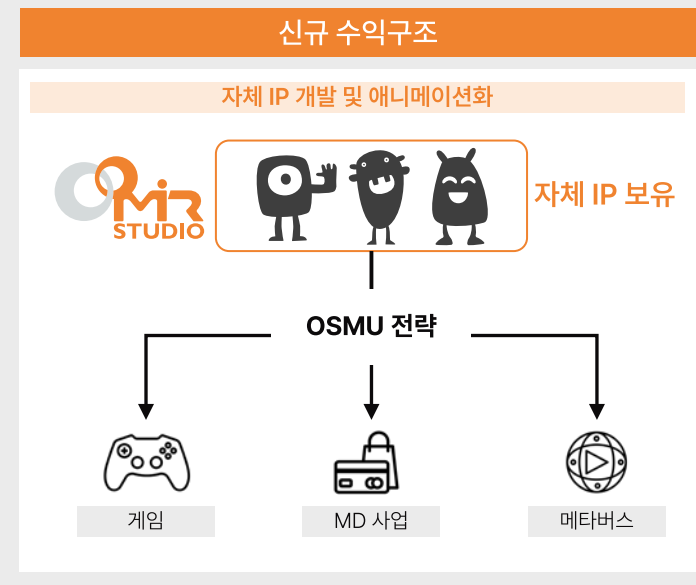 신규 수익구조
자체 IP 개발 및 애니메이션화
MIR
STUDIO
자체 IP 보유
OSMU 전략
게임
MD 사업
메타버스